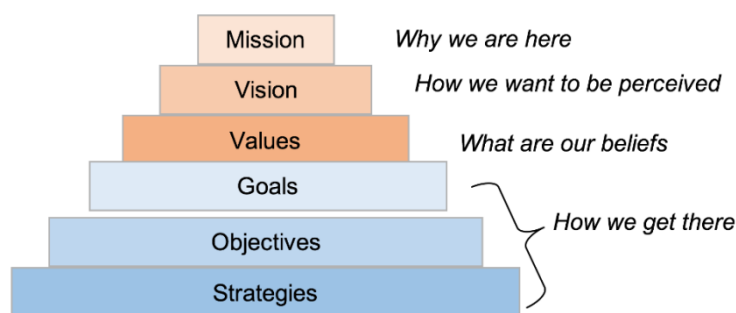 Mission
Why we are here
Vision
How we want to be perceived
Values
What are our beliefs
Goals
How we get there
Objectives
Strategies